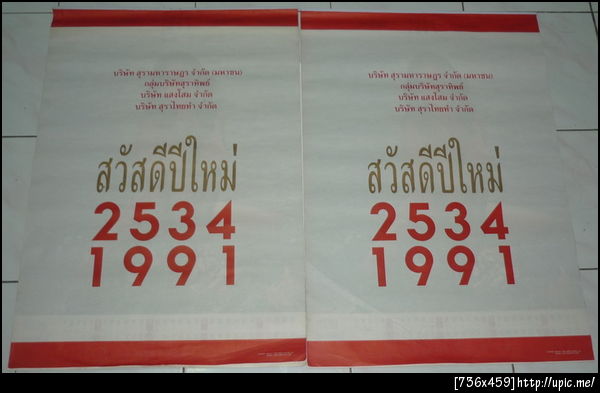 บริษัท สุรามหาราษฎร จำกัด (มหาชน)
กลุ่มบริษัทสุราทิพย์
บริษัท แสงโสม จำกัด
บริษัท สุราไทยทำ จำกัด
สวัสดีปีใหม่
2534
1991
บริษัท สุรามหาราษฎร จำกัด (มหาชน)
กลุ่มบริษัทสุราทิพย์
บริษัท แสงโสม จำกัด
บริษัท สุราไทยทำ จำกัด
สวัสดีปีใหม่
2534
1991
[736x459]http://upic.me/